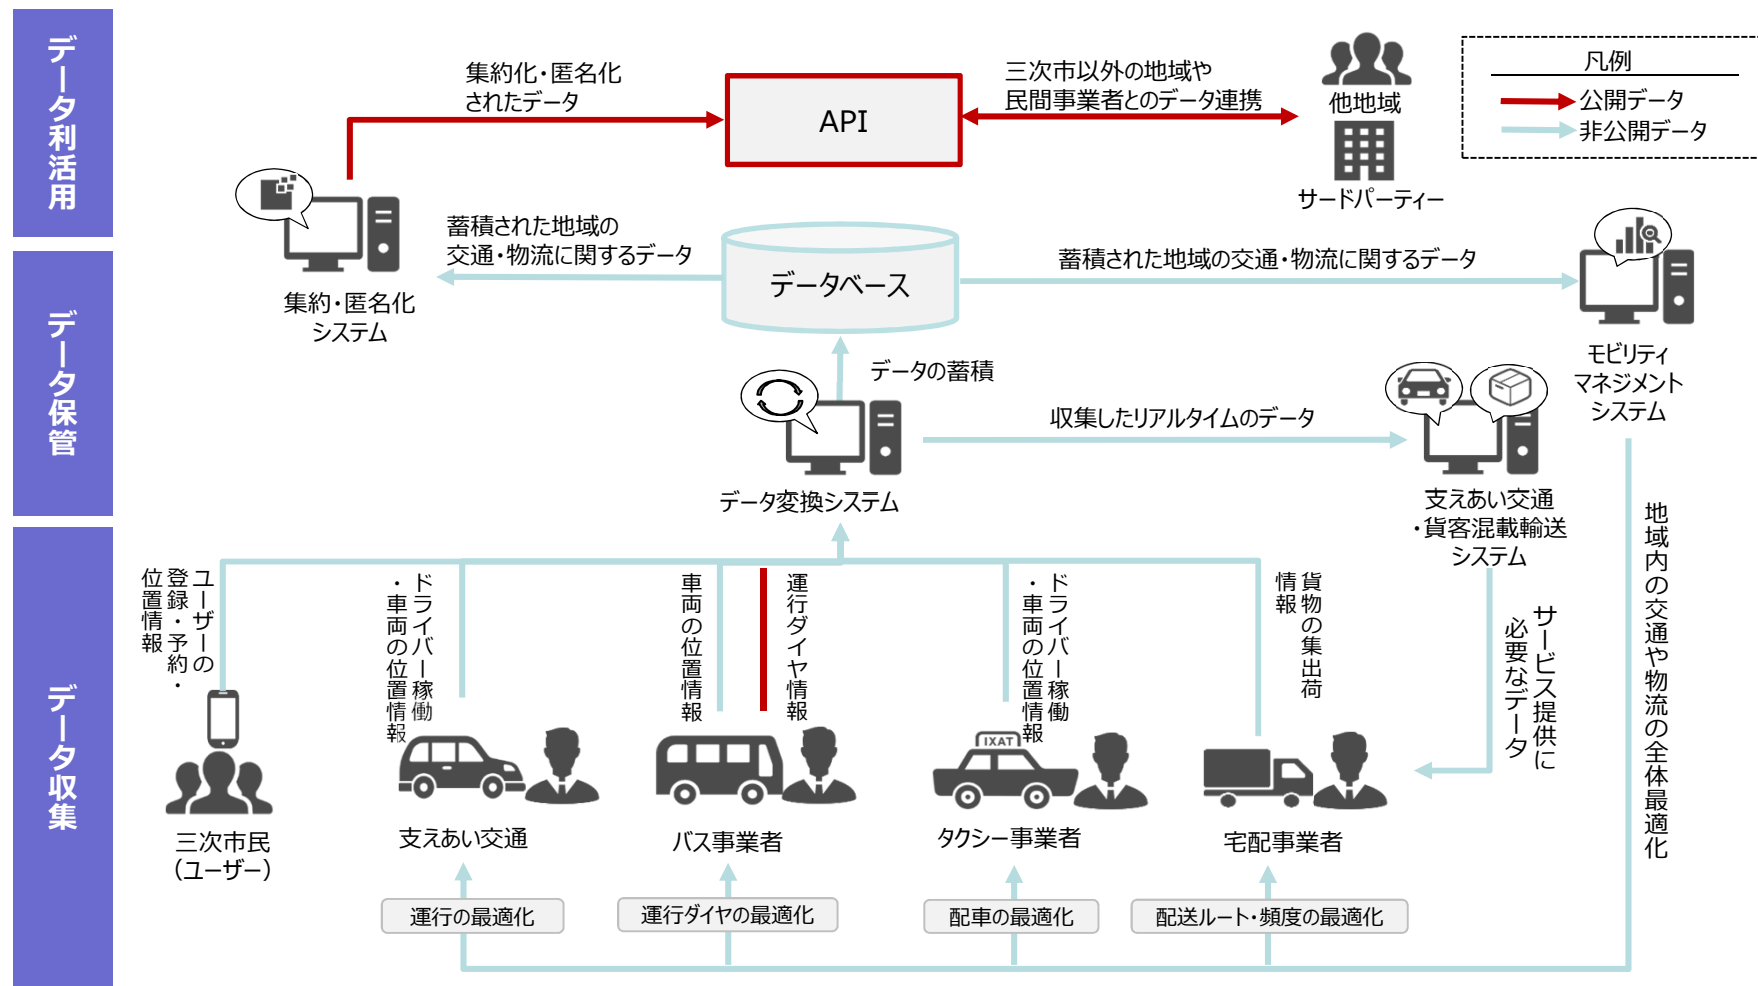 データ利活用
集約化・匿名化
されたデータ
API
三次市以外の地域や
民間事業者とのデータ連携
他地域
サードパーティー
凡例
公開データ
非公開データ
データ保管
集約・匿名化
システム
蓄積された地域の
交通・物流に関するデータ
データベース
蓄積された地域の交通・物流に関するデータ
モビリティ
マネジメント
システム
データの蓄積
データ変換システム
収集したリアルタイムのデータ
支えあい交通
・貨客混載輸送
システム
データ収集
ユーザーの
登録・予約・
位置情報
ドライバー稼働
・車両の位置情報
車両の位置情報
運行ダイヤ情報
ドライバー稼働
・車両の位置情報
貨物の集出荷
情報
サービス提供に
必要なデータ
地域内の交通や物流の全体最適化
IXAT
三次市民
（ユーザー）
支えあい交通
バス事業者
タクシー事業者
宅配事業者
運行の最適化
運行ダイヤの最適化
配車の最適化
配送ルート・頻度の最適化